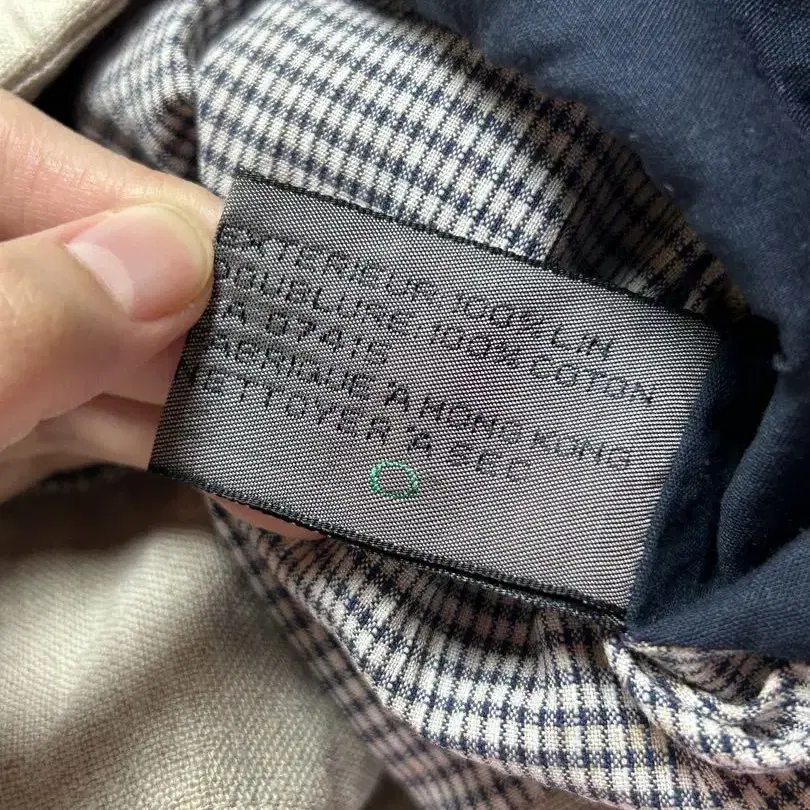 EXTERIEUR 100% LIN
DOUBLURE 100% COTON
CA 07415
FABRIQUE A HONG KONG
NETTOYER A SEC